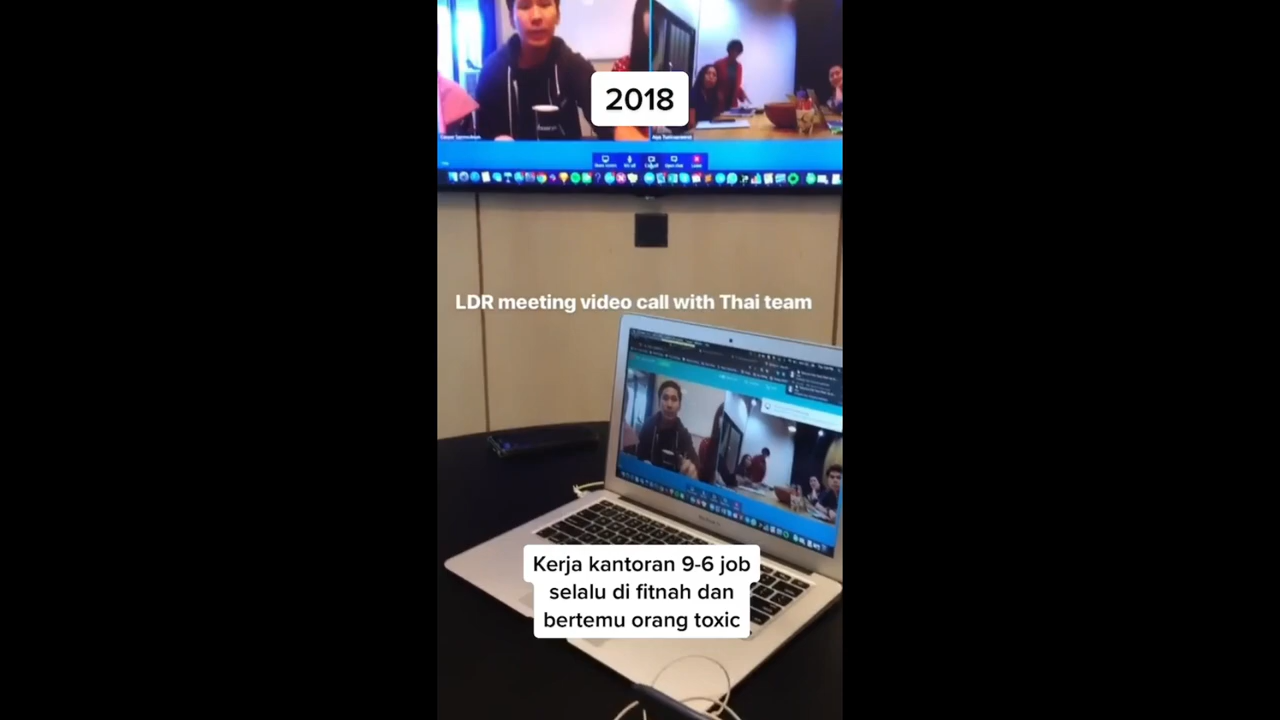 2018
LDR meeting video call with Thai team
Kerja kantoran 9-6 job
selalu di fitnah dan
bertemu orang toxic